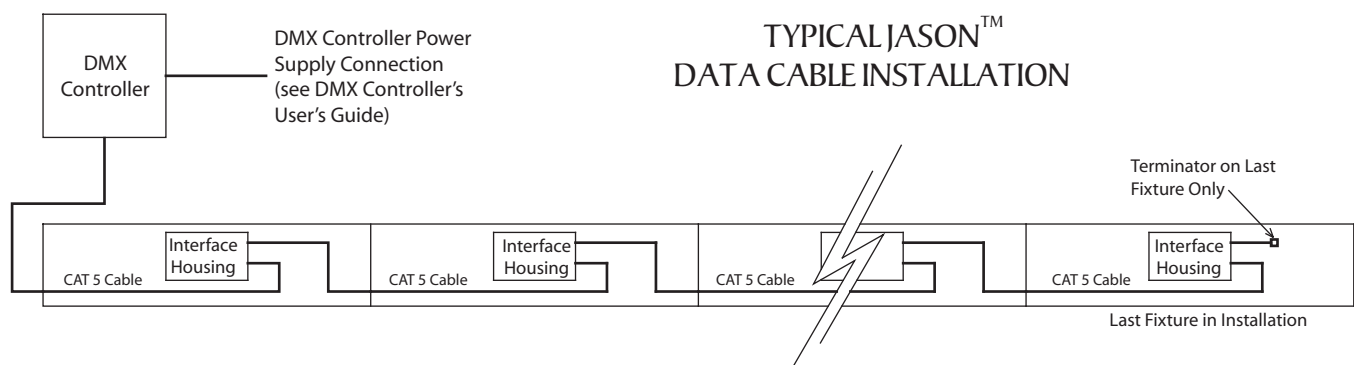 TYPICAL JASON™
DATA CABLE INSTALLATION
DMX
Controller
DMX Controller Power
Supply Connection
(see DMX Controller's
User's Guide)
Terminator on Last
Fixture Only
Interface
Housing
CAT 5 Cable
Interface
Housing
CAT 5 Cable
CAT 5 Cable
Interface
Housing
CAT 5 Cable
Last Fixture in Installation